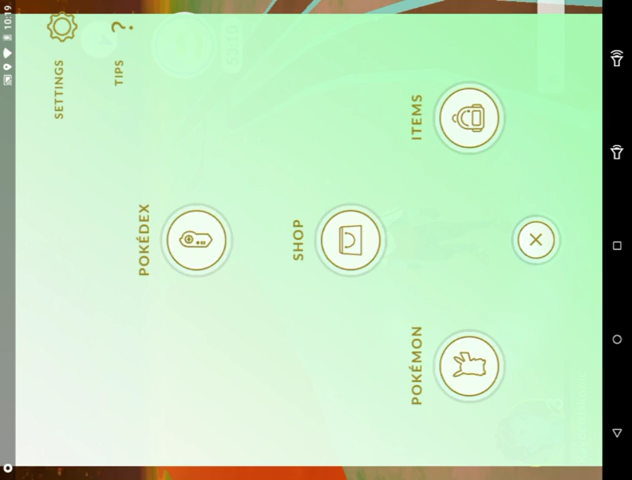 10:19
SETTINGS
TIPS
?
POKÉDEX
SHOP
ITEMS
POKÉMON